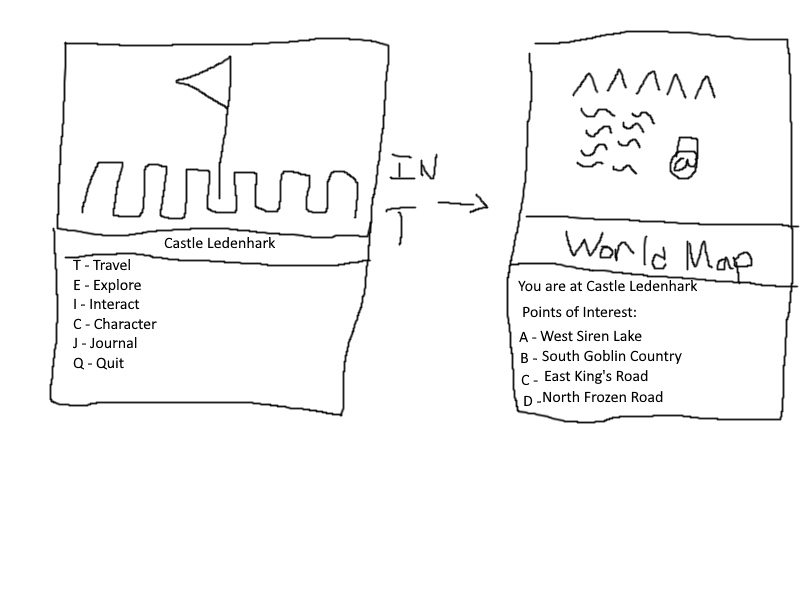 Castle Ledenhark
T - Travel
E - Explore
I - Interact
C - Character
J - Journal
Q - Quit
IN
T
World Map
You are at Castle Ledenhark
Points of Interest:
A - West Siren Lake
B - South Goblin Country
C - East King's Road
D - North Frozen Road